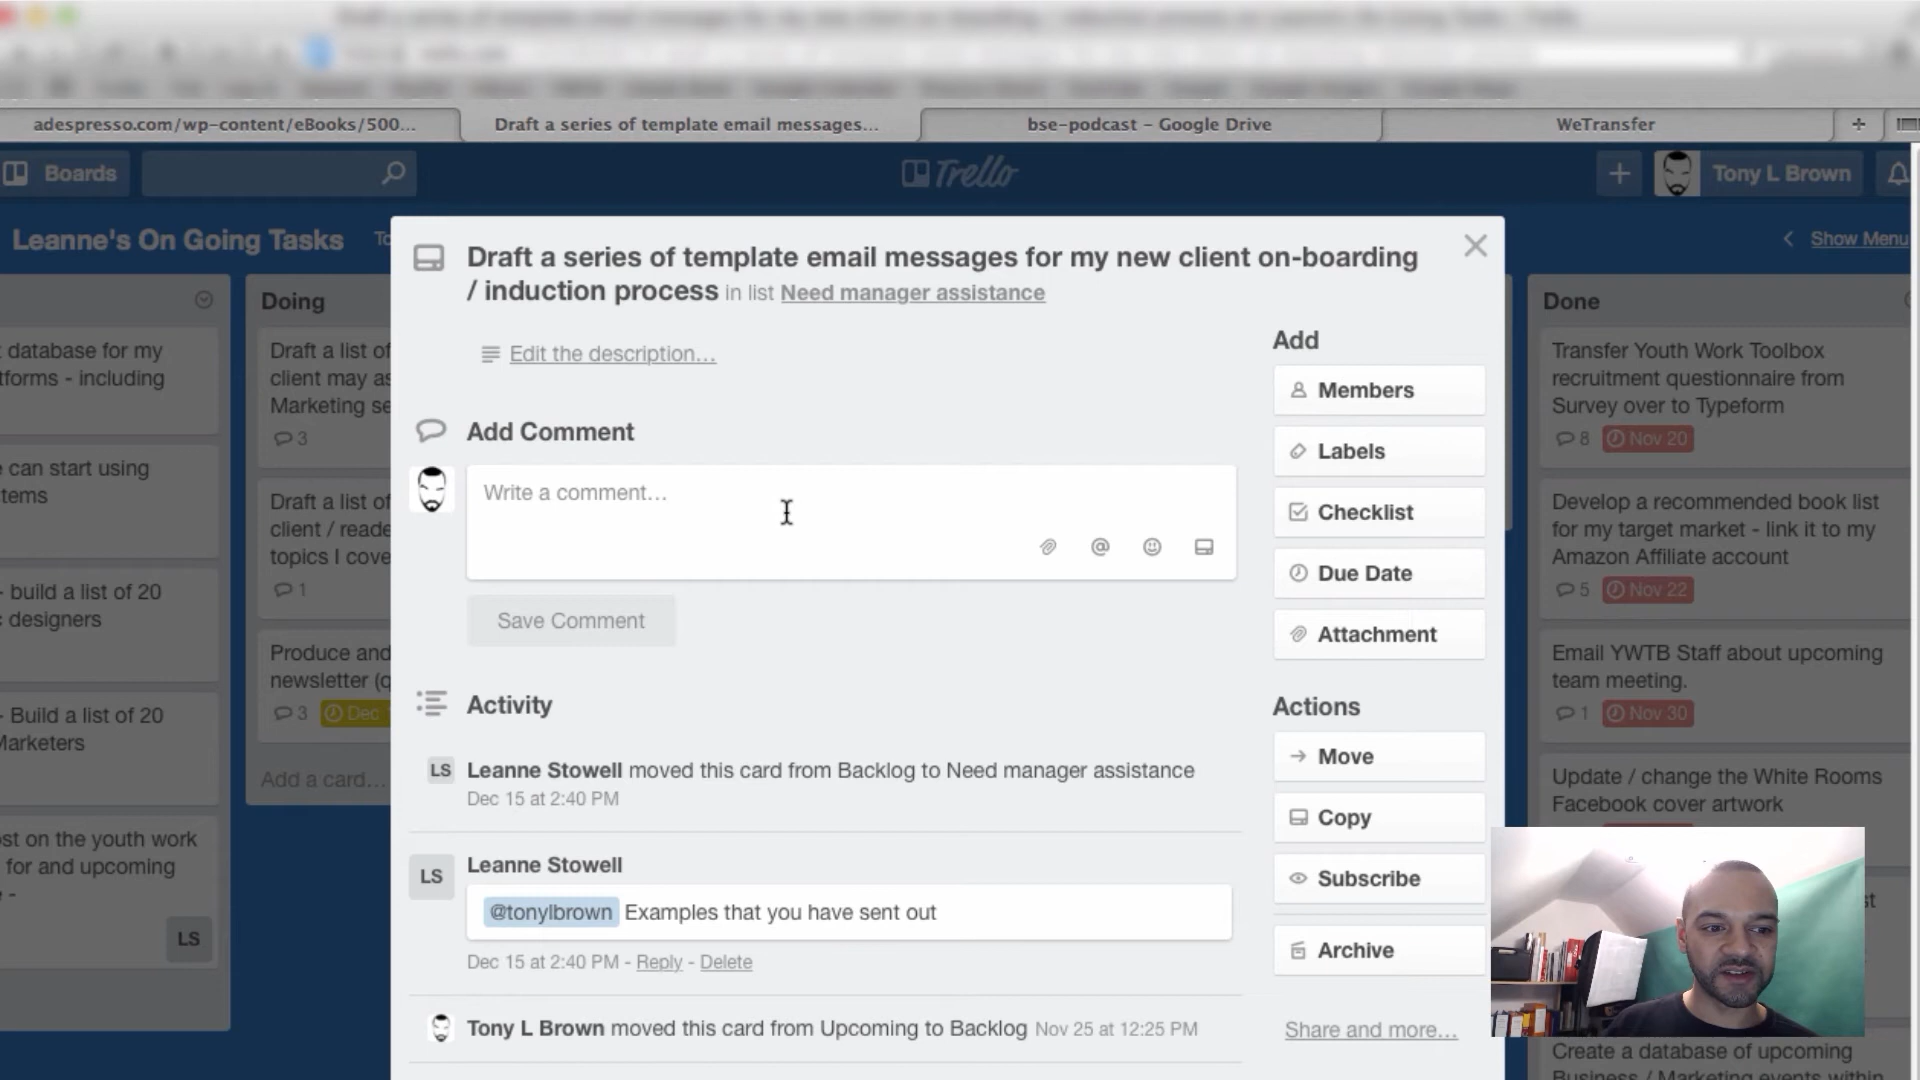 adespresso.com/wp-content/eBooks/500...
Draft a series of template email messages...
bse-podcast – Google Drive
WeTransfer
Boards
Trello
Tony L Brown
Leanne's On Going Tasks
Show Menu
database for my
tforms - including
can start using
tems
- build a list of 20
designers
- Build a list of 20
Marketers
ost on the youth work
for and upcoming
-
LS
Doing
Draft a list of
client may as
Marketing se
3
Draft a list of
client / reade
topics I cove
1
Produce and
newsletter (q
3 Dec
Add a card...
Draft a series of template email messages for my new client on-boarding
/ induction process in list Need manager assistance
Edit the description...
Add Comment
Write a comment...
@
Save Comment
Activity
LS Leanne Stowell moved this card from Backlog to Need manager assistance
Dec 15 at 2:40 PM
LS
Leanne Stowell
@tonylbrown Examples that you have sent out
Dec 15 at 2:40 PM - Reply - Delete
Tony L Brown moved this card from Upcoming to Backlog Nov 25 at 12:25 PM
Add
Members
Labels
Checklist
Due Date
Attachment
Actions
Move
Copy
Subscribe
Archive
Share and more...
Done
Transfer Youth Work Toolbox
recruitment questionnaire from
Survey over to Typeform
8 Nov 20
Develop a recommended book list
for my target market - link it to my
Amazon Affiliate account
5 Nov 22
Email YWTB Staff about upcoming
team meeting.
1 Nov 30
Update / change the White Rooms
Facebook cover artwork
Create a database of upcoming
Business / Marketing events within